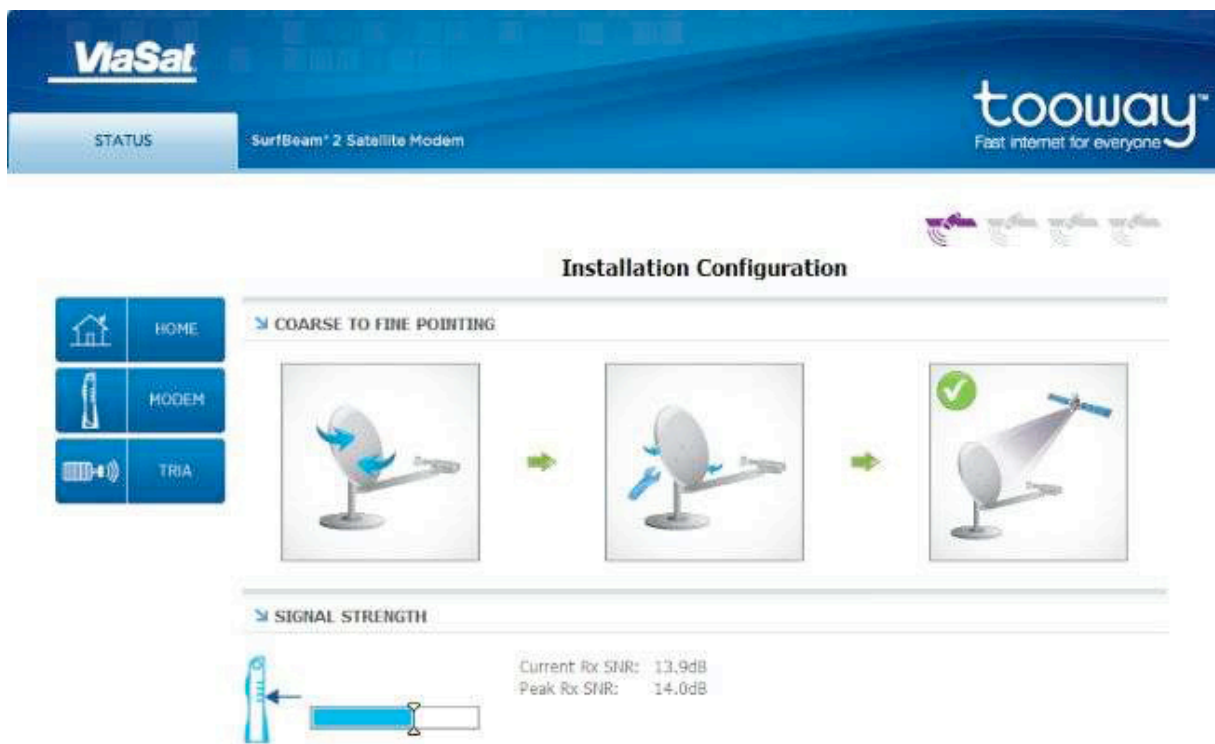 ViaSat
tooway™
Fast internet for everyone
STATUS
SurfBeam® 2 Satellite Modem
Installation Configuration
HOME
MODEM
TRIA
COARSE TO FINE POINTING
SIGNAL STRENGTH
Current Rx SNR: 13.9dB
Peak Rx SNR: 14.0dB